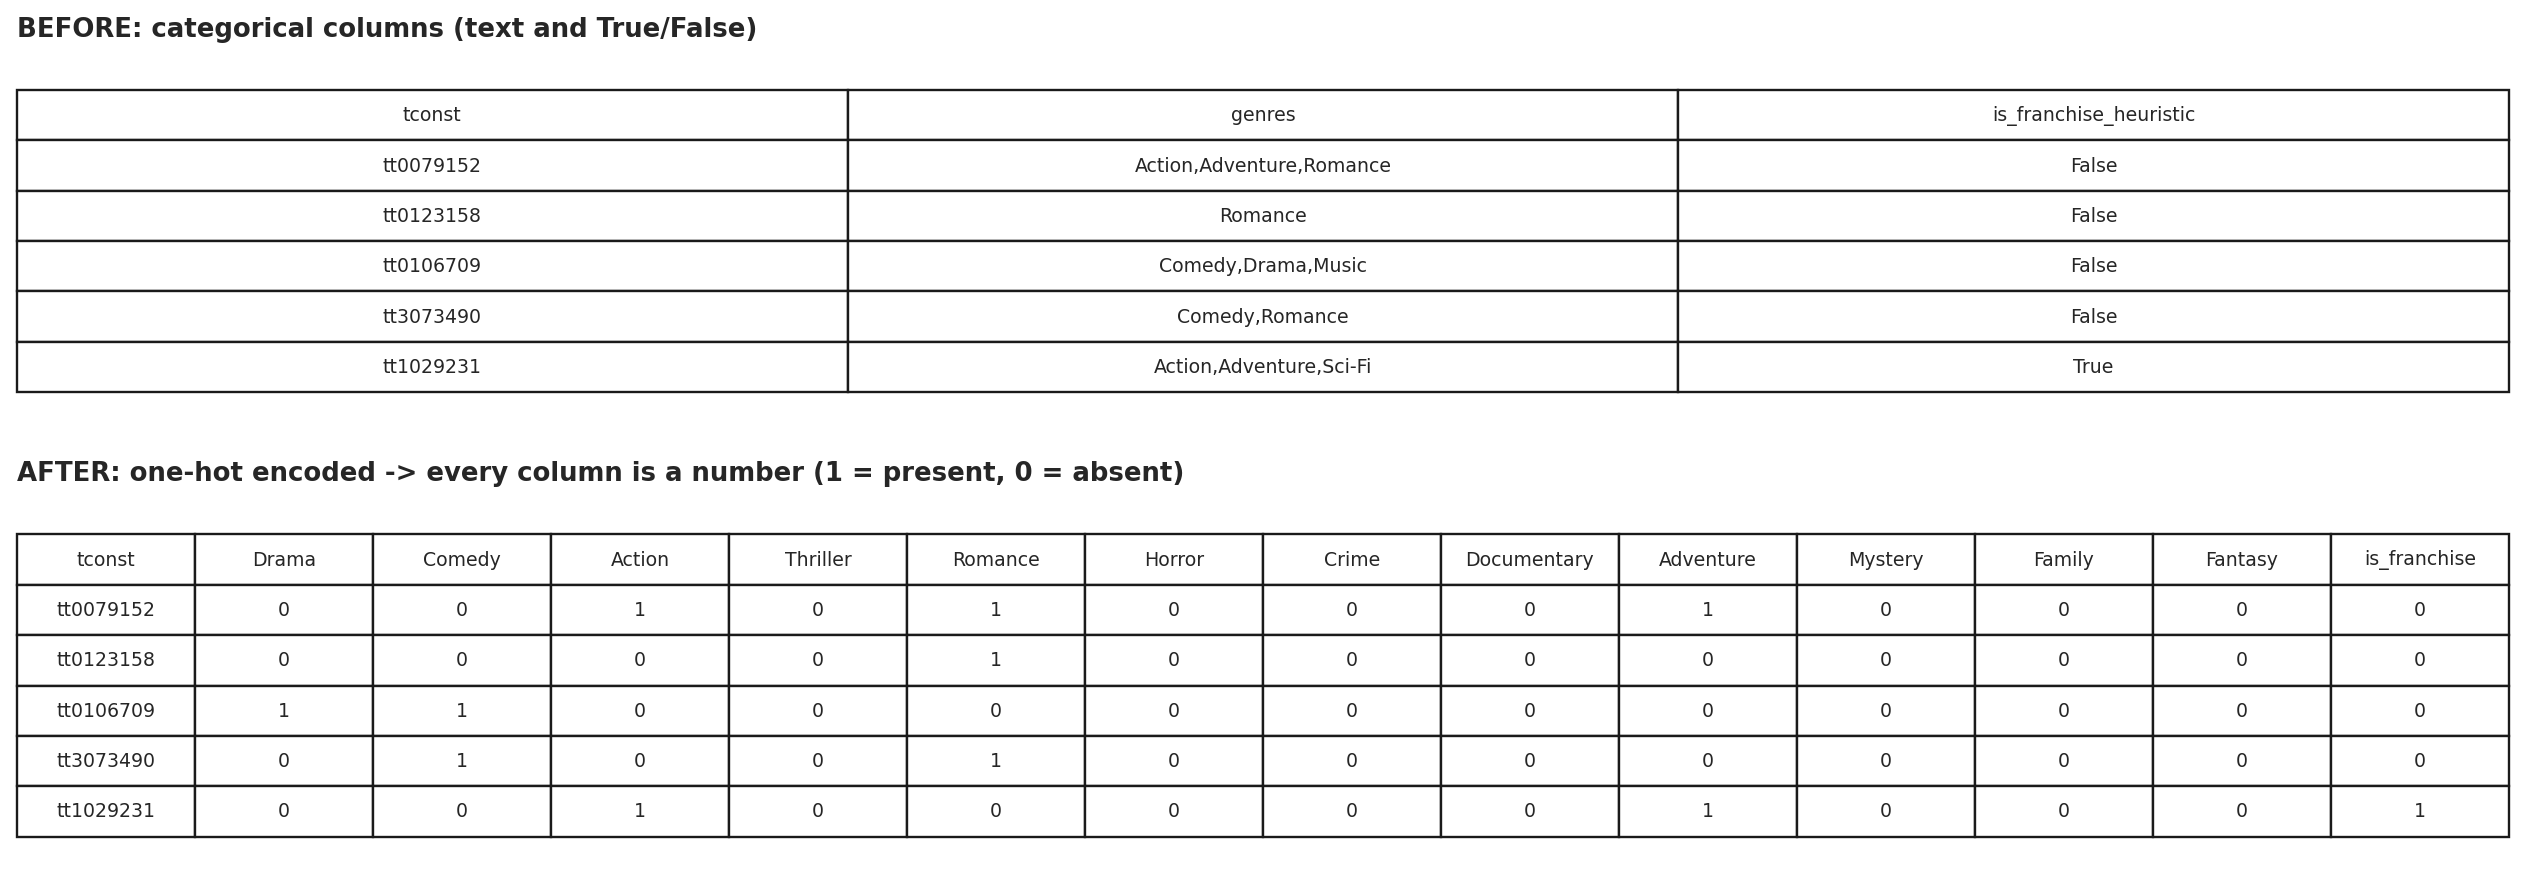 BEFORE: categorical columns (text and True/False)
tconst genres is_franchise_heuristic
tt0079152 Action,Adventure,Romance False
tt0123158 Romance False
tt0106709 Comedy,Drama,Music False
tt3073490 Comedy,Romance False
tt1029231 Action,Adventure,Sci-Fi True
AFTER: one-hot encoded -> every column is a number (1 = present, 0 = absent)
tconst Drama Comedy Action Thriller Romance Horror Crime Documentary Adventure Mystery Family Fantasy is_franchise
tt0079152 0 0 1 0 1 0 0 0 1 0 0 0 0
tt0123158 0 0 0 0 1 0 0 0 0 0 0 0 0
tt0106709 1 1 0 0 0 0 0 0 0 0 0 0 0
tt3073490 0 1 0 0 1 0 0 0 0 0 0 0 0
tt1029231 0 0 1 0 0 0 0 0 1 0 0 0 1